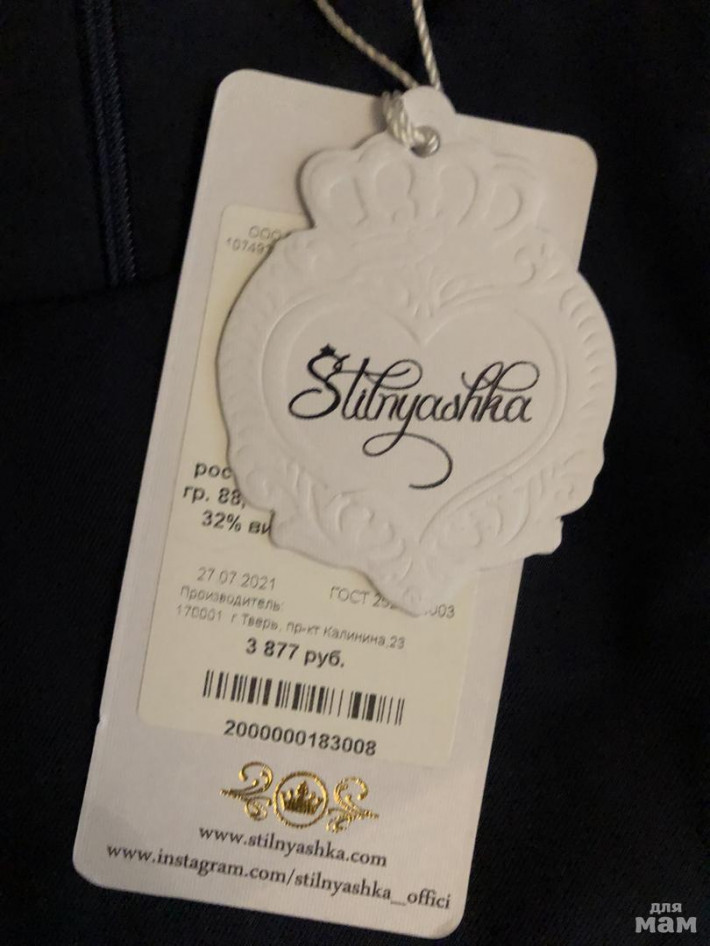 ООО
Stilnyashka
рос
гр. 88,
32% ви
27 07 2021
ГОСТ
Производитель:
170001 г Тверь, пр-кт Калинина,23
3 877 руб.
2000000183008
www.stilnyashka.com
www.instagram.com/stilnyashka_offici
для
мам